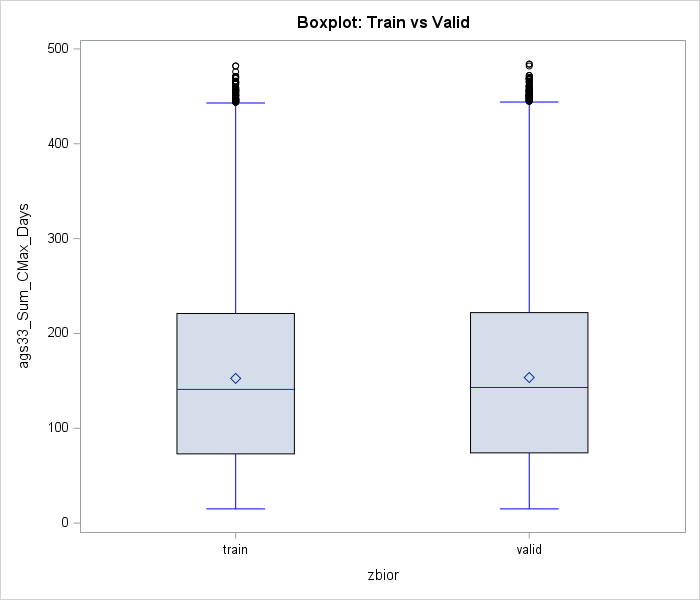 Boxplot: Train vs Valid
500
400
300
200
100
0
ags33_Sum_CMax_Days
train
valid
zbior